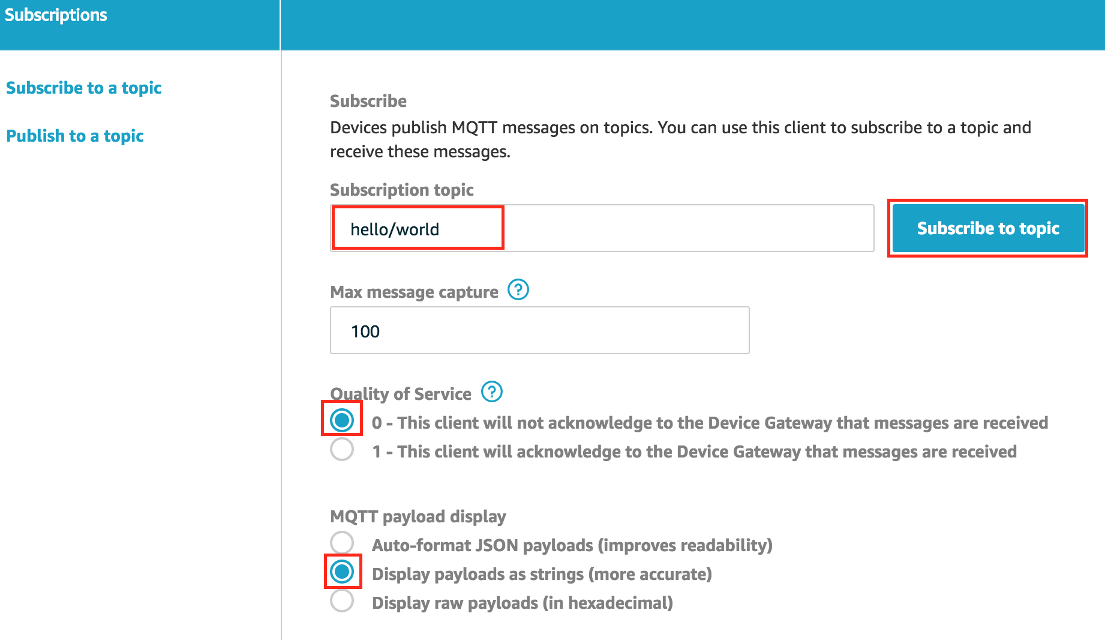 Subscriptions
Subscribe to a topic
Publish to a topic
Subscribe
Devices publish MQTT messages on topics. You can use this client to subscribe to a topic and
receive these messages.
Subscription topic
hello/world
Subscribe to topic
Max message capture ?
100
Quality of Service ?
0 - This client will not acknowledge to the Device Gateway that messages are received
1 - This client will acknowledge to the Device Gateway that messages are received
MQTT payload display
Auto-format JSON payloads (improves readability)
Display payloads as strings (more accurate)
Display raw payloads (in hexadecimal)